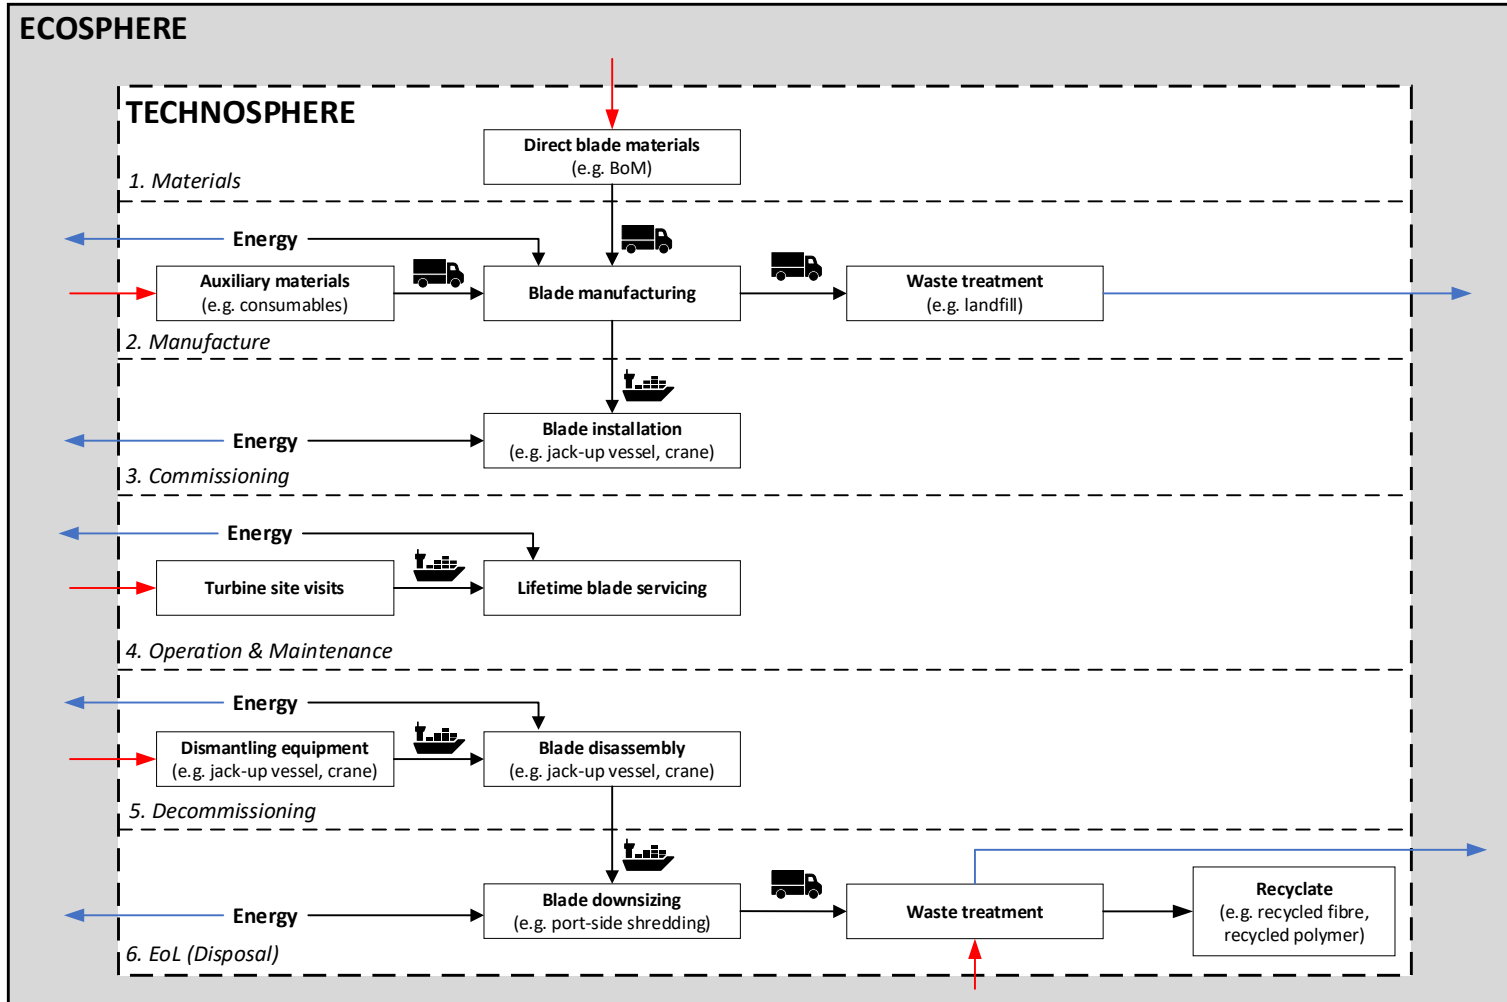 ECOSPHERE
TECHNOSPHERE
Direct blade materials
(e.g. BoM)
1. Materials
Energy
Auxiliary materials
(e.g. consumables)
Blade manufacturing
Waste treatment
(e.g. landfill)
2. Manufacture
Energy
Blade installation
(e.g. jack-up vessel, crane)
3. Commissioning
Energy
Turbine site visits
Lifetime blade servicing
4. Operation & Maintenance
Energy
Dismantling equipment
(e.g. jack-up vessel, crane)
Blade disassembly
(e.g. jack-up vessel, crane)
5. Decommissioning
Energy
Blade downsizing
(e.g. port-side shredding)
Waste treatment
Recyclate
(e.g. recycled fibre,
recycled polymer)
6. EoL (Disposal)